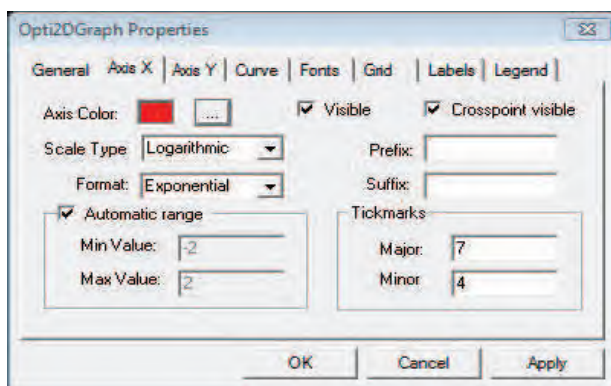 Opti2DGraph Properties
General Axis X Axis Y Curve Fonts Grid Labels Legend
Axis Color: ... Visible Crosspoint visible
Scale Type Logarithmic Prefix:
Format: Exponential Suffix:
Automatic range Tickmarks
Min Value: -2 Major: 7
Max Value: 2 Minor 4
OK Cancel Apply